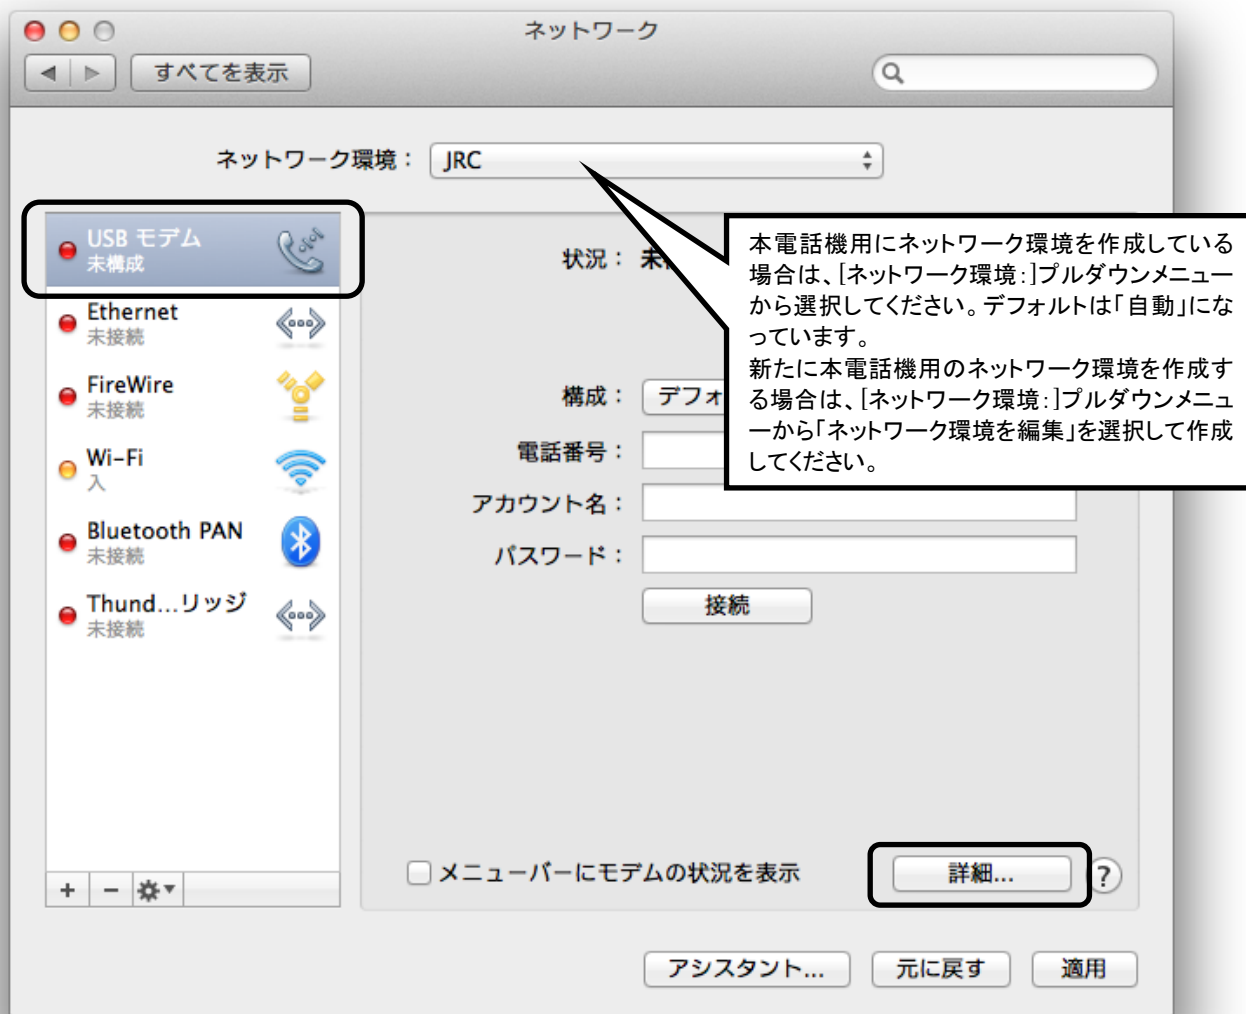 ネットワーク
すべてを表示
ネットワーク環境： JRC
USB モデム
未構成
Ethernet
未接続
FireWire
未接続
Wi-Fi
入
Bluetooth PAN
未接続
Thund...リッジ
未接続
状況： 未
構成： デフォ
電話番号：
アカウント名：
パスワード：
接続
本電話機用にネットワーク環境を作成している
場合は、[ネットワーク環境：]プルダウンメニュー
から選択してください。デフォルトは「自動」にな
っています。
新たに本電話機用のネットワーク環境を作成す
る場合は、[ネットワーク環境：]プルダウンメニュ
ーから「ネットワーク環境を編集」を選択して作成
してください。
メニューバーにモデムの状況を表示
詳細...
?
アシスタント...
元に戻す
適用